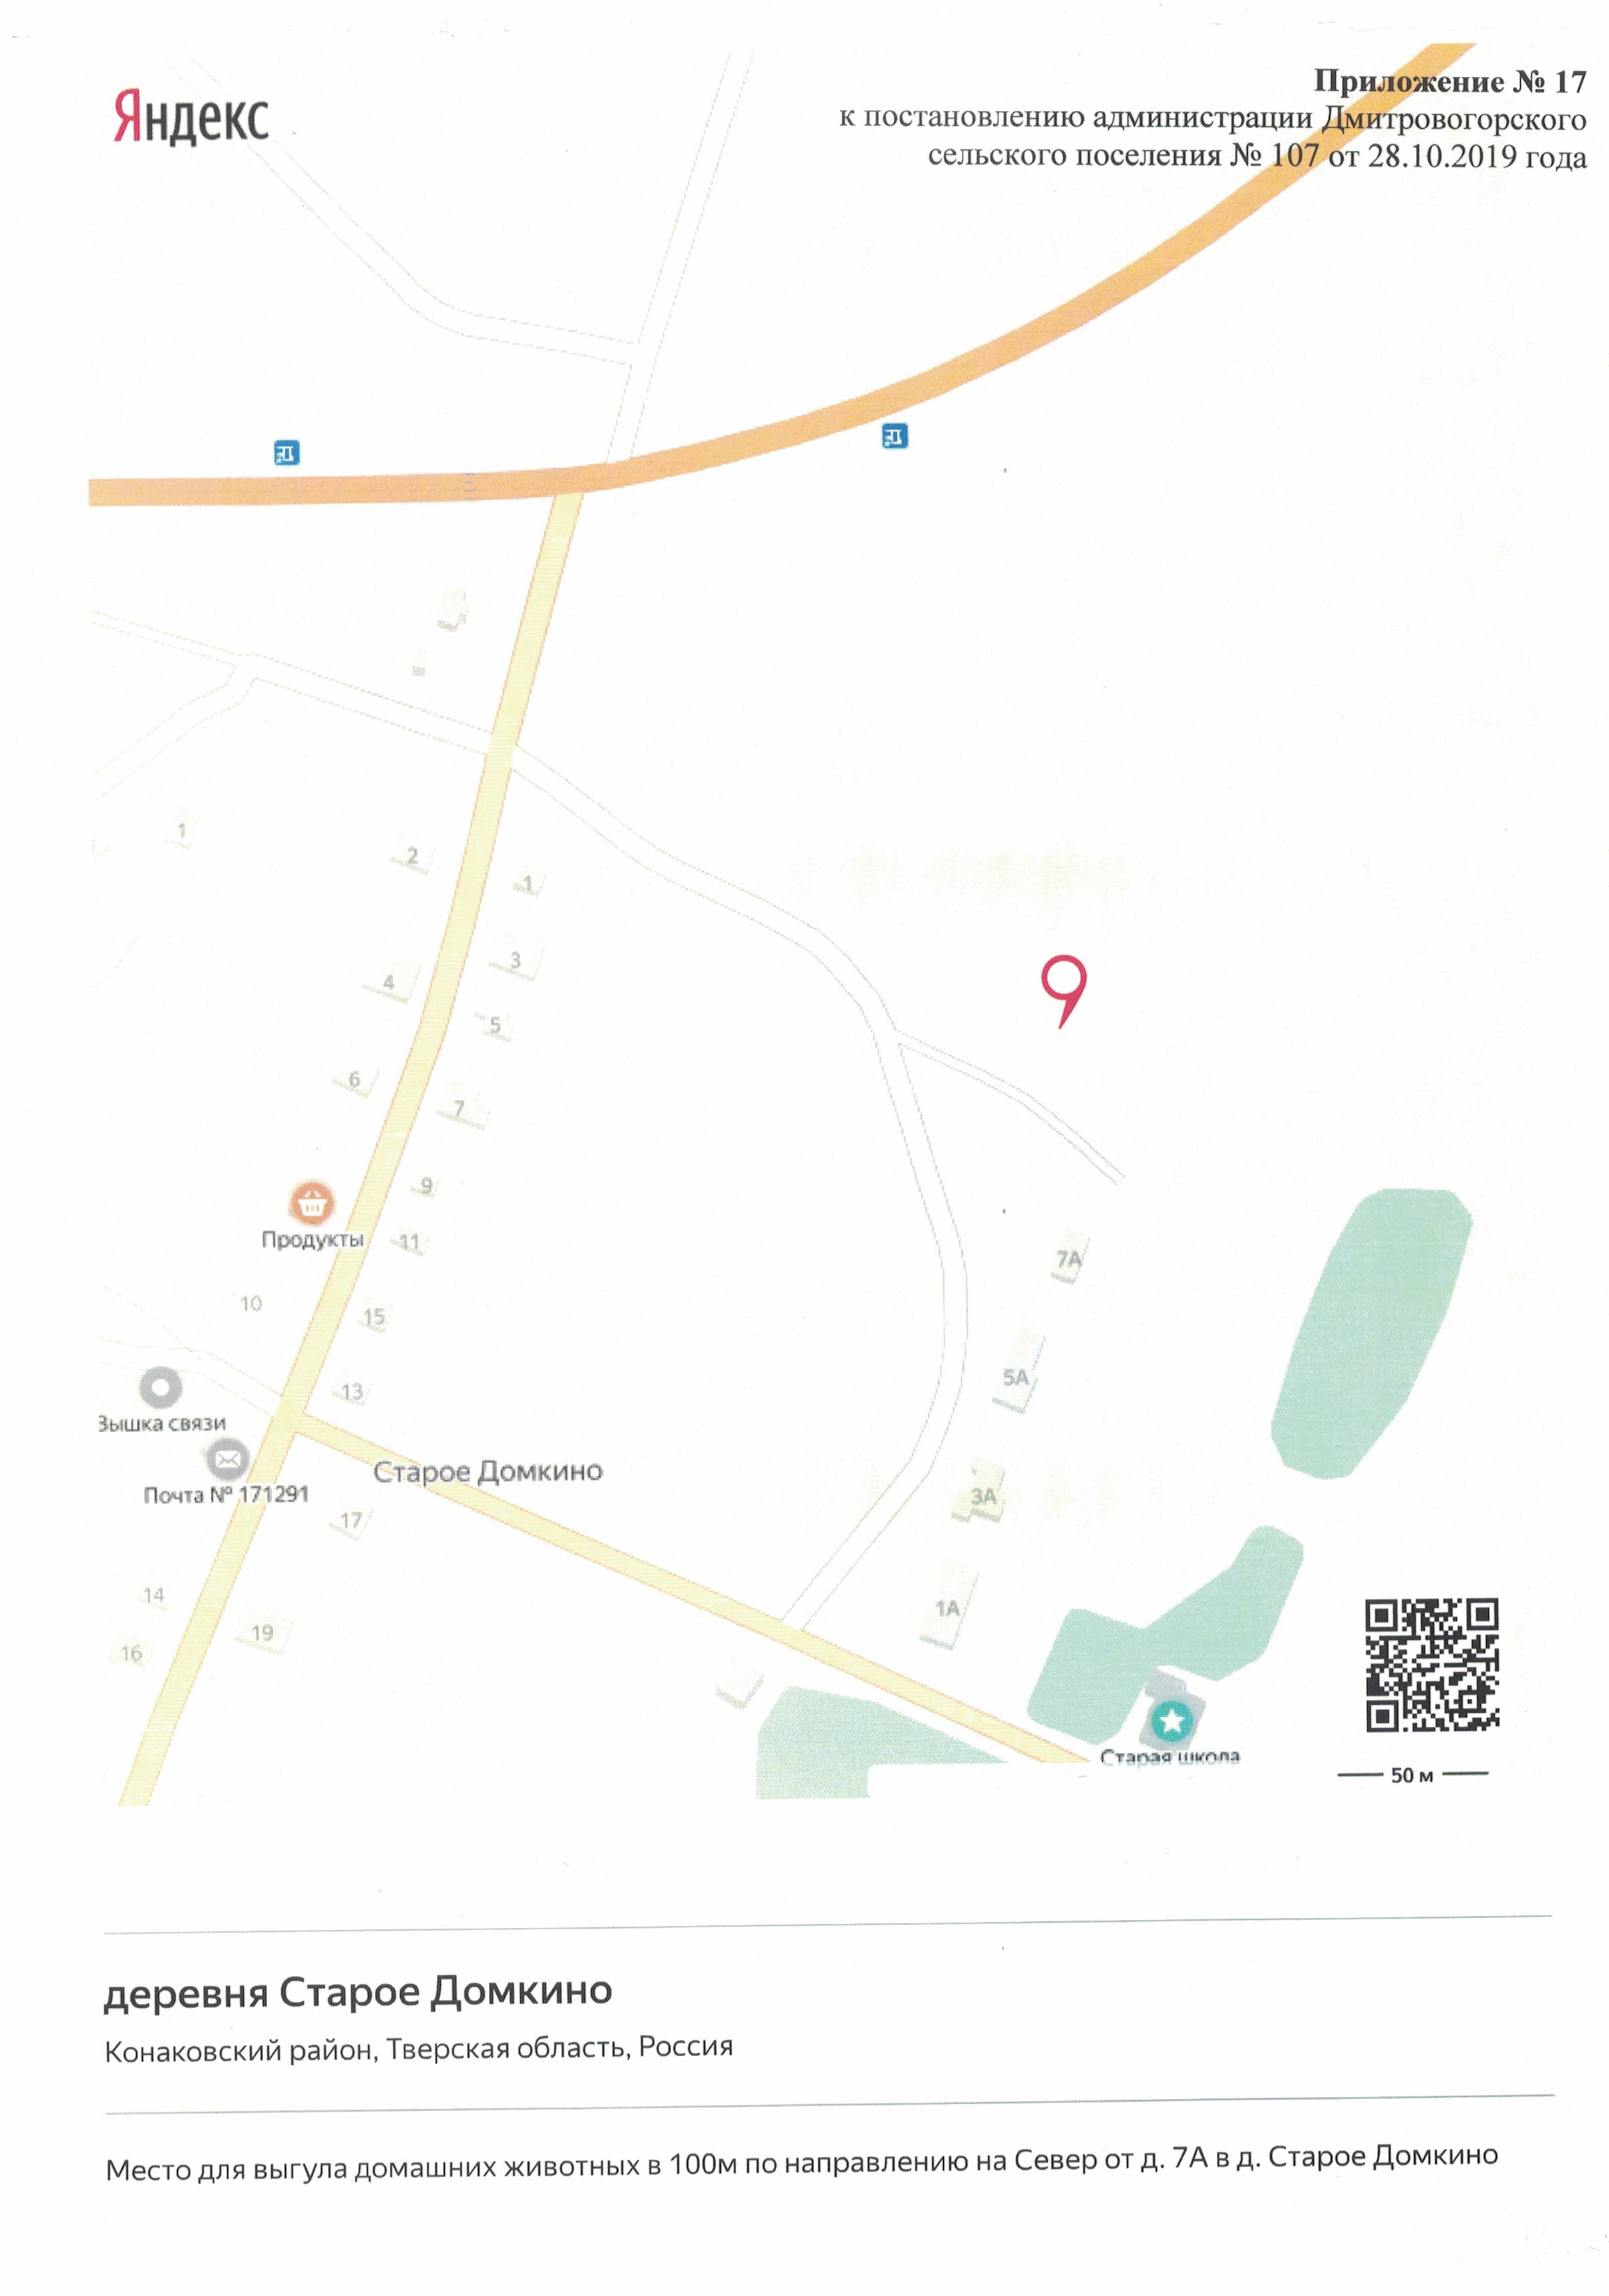 Яндекс
Приложение № 17
к постановлению администрации Дмитровогорского
сельского поселения № 107 от 28.10.2019 года
1
2
1
3
4
5
6
7
9
Продукты
11
10
15
13
Зышка связи
Старое Домкино
Почта № 171291
17
14
19
16
7А
5А
3А
1А
Старая школа
50 м
деревня Старое Домкино
Конаковский район, Тверская область, Россия
Место для выгула домашних животных в 100м по направлению на Север от д. 7А в д. Старое Домкино